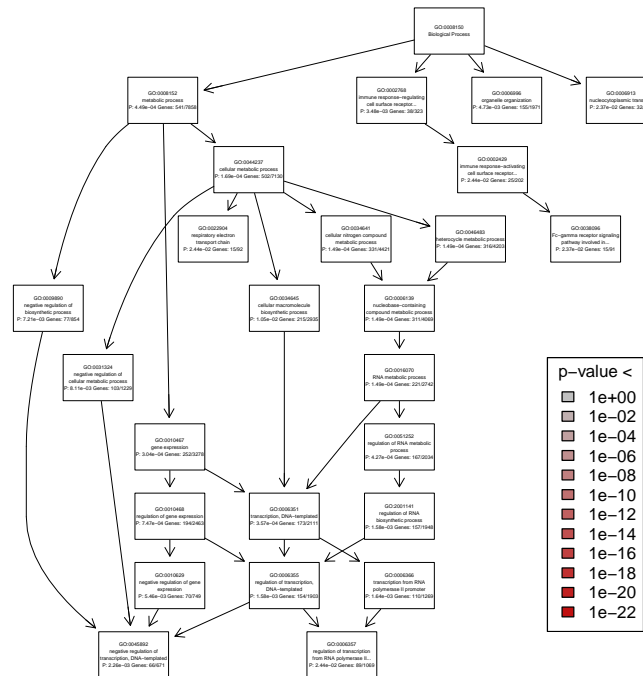 GO:0008150
Biological Process
GO:0008152
metabolic process
P: 4.49e−04 Genes: 541/7858
GO:0002768
immune response−regulating
cell surface receptor...
P: 3.48e−03 Genes: 39/323
GO:0006996
organelle organization
P: 4.73e−03 Genes: 155/1971
GO:0006913
nucleocytoplasmic trans
P: 2.37e−02 Genes: 32/
GO:0044237
cellular metabolic process
P: 1.69e−04 Genes: 502/7130
GO:0002429
immune response−activating
cell surface receptor...
P: 2.44e−02 Genes: 25/202
GO:0022904
respiratory electron
transport chain
P: 2.44e−02 Genes: 15/92
GO:0034641
cellular nitrogen compound
metabolic process
P: 1.49e−04 Genes: 331/4421
GO:0046483
heterocycle metabolic process
P: 1.49e−04 Genes: 316/4203
GO:0038096
Fc−gamma receptor signaling
pathway involved in...
P: 2.37e−02 Genes: 15/91
GO:0009890
negative regulation of
biosynthetic process
P: 7.21e−03 Genes: 77/854
GO:0034645
cellular macromolecule
biosynthetic process
P: 1.05e−02 Genes: 215/2935
GO:0006139
nucleobase−containing
compound metabolic process
P: 1.49e−04 Genes: 311/4069
GO:0031324
negative regulation of
cellular metabolic process
P: 8.11e−03 Genes: 103/1229
GO:0016070
RNA metabolic process
P: 1.49e−04 Genes: 221/2742
GO:0010467
gene expression
P: 3.04e−04 Genes: 252/3278
GO:0051252
regulation of RNA metabolic
process
P: 4.27e−04 Genes: 167/2034
GO:0010468
regulation of gene expression
P: 7.47e−04 Genes: 194/2463
GO:0006351
transcription, DNA−templated
P: 3.57e−04 Genes: 173/2111
GO:2001141
regulation of RNA
biosynthetic process
P: 1.58e−03 Genes: 157/1948
GO:0010629
negative regulation of gene
expression
P: 5.46e−03 Genes: 70/749
GO:0006355
regulation of transcription,
DNA−templated
P: 1.58e−03 Genes: 154/1903
GO:0006366
transcription from RNA
polymerase II promoter
P: 1.64e−03 Genes: 110/1269
GO:0045892
negative regulation of
transcription, DNA−templated
P: 2.26e−03 Genes: 66/671
GO:0006357
regulation of transcription
from RNA polymerase II...
P: 2.44e−02 Genes: 89/1069
p−value <
1e+00
1e−02
1e−04
1e−06
1e−08
1e−10
1e−12
1e−14
1e−16
1e−18
1e−20
1e−22